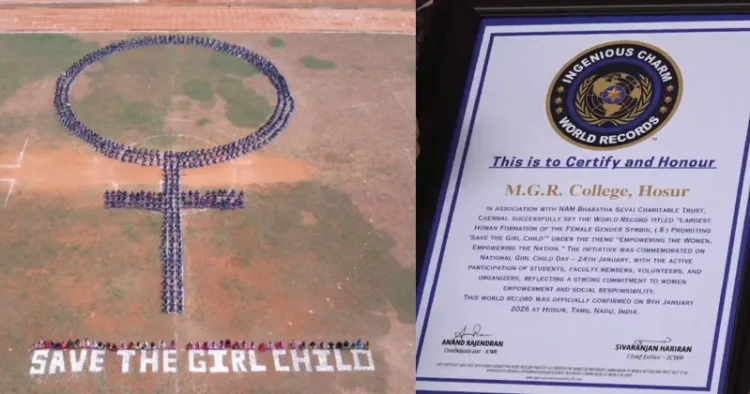 SAVE THE GIRL CHILD
INGENIOUS CHARM
WORLD RECORDS
This is to Certify and Honour
M.G.R. College, Hosur
IN ASSOCIATION WITH NAM BHARATHA SEVAI CHARITABLE TRUST,
CHENNAI, SUCCESSFULLY SET THE WORLD RECORD TITLED "LARGEST
HUMAN FORMATION OF THE FEMALE GENDER SYMBOL (♀) PROMOTING
'SAVE THE GIRL CHILD'" UNDER THE THEME "EMPOWERING THE WOMEN,
EMPOWERING THE NATION." THE INITIATIVE WAS COMMEMORATED ON
NATIONAL GIRL CHILD DAY – 24TH JANUARY, WITH THE ACTIVE
PARTICIPATION OF STUDENTS, FACULTY MEMBERS, VOLUNTEERS, AND
ORGANIZERS, REFLECTING A STRONG COMMITMENT TO WOMEN
EMPOWERMENT AND SOCIAL RESPONSIBILITY.
THIS WORLD RECORD WAS OFFICIALLY CONFIRMED ON 9TH JANUARY
2026 AT HOSUR, TAMIL NADU, INDIA.
ANAND RAJENDRAN
- ICWR
SIVARANJAN HARIRAN
Chief Editor - ICWR